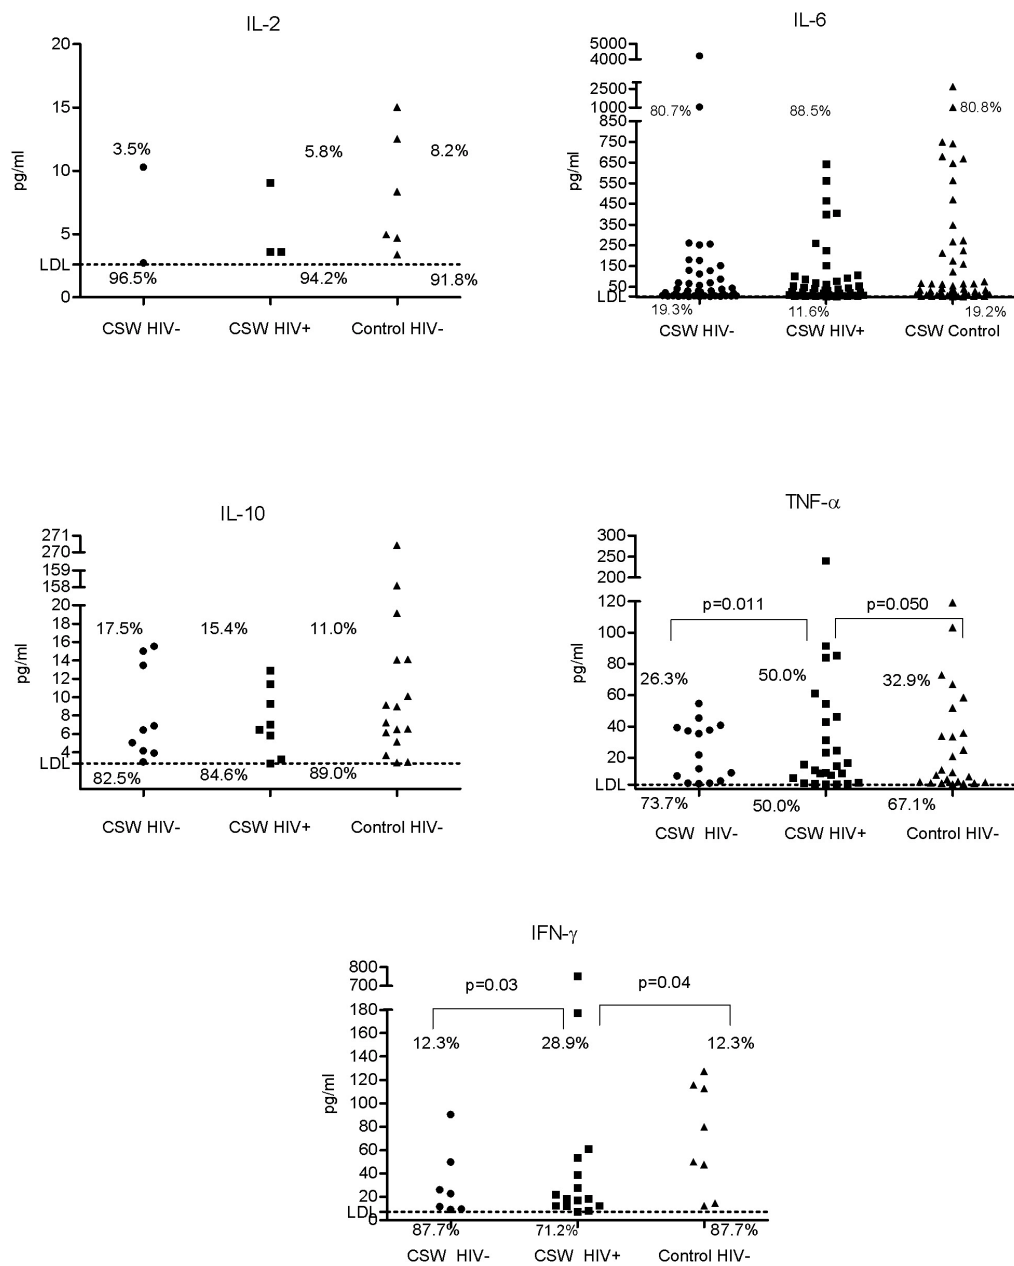 IL-2
20
15
10
5
LDL
0
pg/ml
3.5%
5.8%
8.2%
96.5%
94.2%
91.8%
CSW HIV-
CSW HIV+
Control HIV-
IL-6
5000
4000
2500
1000
850
750
650
550
450
350
250
150
50
LDL
pg/ml
80.7%
88.5%
80.8%
19.3%
11.6%
19.2%
CSW HIV-
CSW HIV+
CSW Control
IL-10
271
270
159
158
20
18
16
14
12
10
8
6
4
LDL
pg/ml
17.5%
15.4%
11.0%
82.5%
84.6%
89.0%
CSW HIV-
CSW HIV+
Control HIV-
TNF-α
300
250
200
120
100
80
60
40
20
LDL
pg/ml
p=0.011
p=0.050
26.3%
50.0%
32.9%
73.7%
50.0%
67.1%
CSW HIV-
CSW HIV+
Control HIV-
IFN-γ
800
700
180
160
140
120
100
80
60
40
20
LDL
0
pg/ml
p=0.03
p=0.04
12.3%
28.9%
12.3%
87.7%
71.2%
87.7%
CSW HIV-
CSW HIV+
Control HIV-